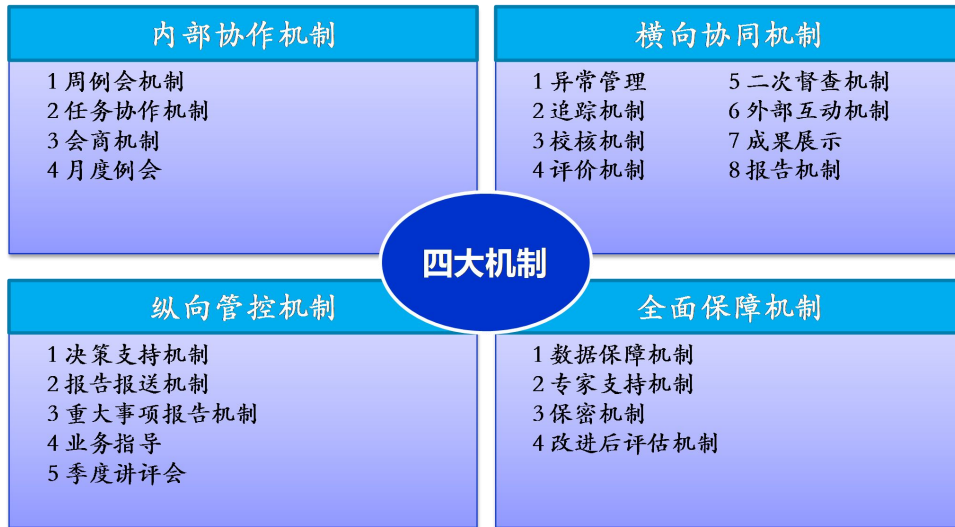 内部协作机制
1 周例会机制
2 任务协作机制
3 会商机制
4 月度例会
横向协同机制
1 异常管理
2 追踪机制
3 校核机制
4 评价机制
5 二次督查机制
6 外部互动机制
7 成果展示
8 报告机制
四大机制
纵向管控机制
1 决策支持机制
2 报告报送机制
3 重大事项报告机制
4 业务指导
5 季度讲评会
全面保障机制
1 数据保障机制
2 专家支持机制
3 保密机制
4 改进后评估机制